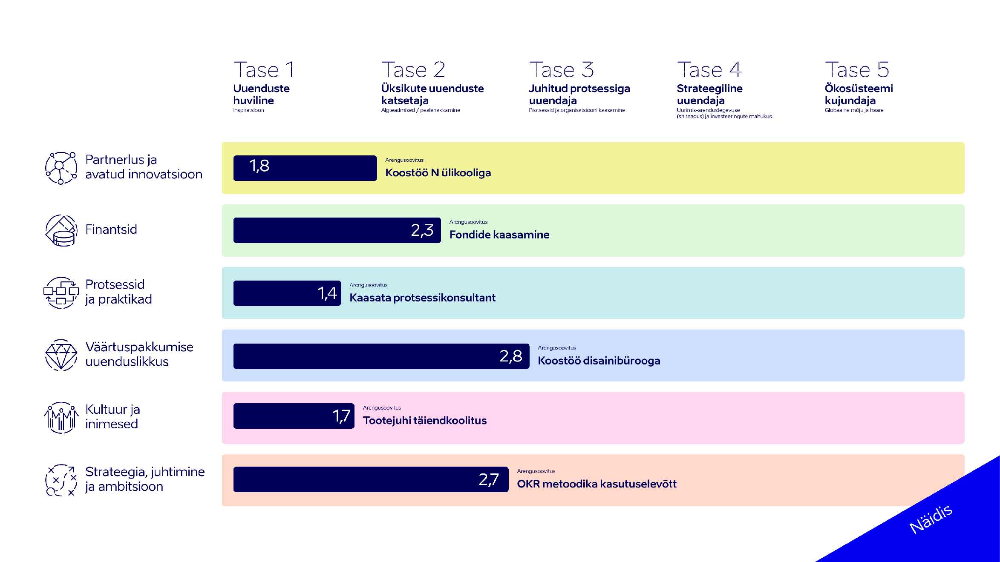 Tase 1
Uuenduste
huviline
Inspiratsioon
Tase 2
Üksikute uuenduste
katsetaja
Algteadmised / pealehakkamine
Tase 3
Juhitud protsessiga
uuendaja
Protsessid ja organisatsiooni kaasamine
Tase 4
Strateegiline
uuendaja
Uurimis-arendustegevuse
(sh teadus) ja investeeringute mahukus
Tase 5
Ökosüsteemi
kujundaja
Globaalne mõju ja haare
Partnerlus ja
avatud innovatsioon
1,8
Arengusoovitus
Koostöö N ülikooliga
Finantsid
2,3
Arengusoovitus
Fondide kaasamine
Protsessid
ja praktikad
1,4
Arengusoovitus
Kaasata protsessikonsultant
Väärtuspakkumise
uuenduslikkus
2,8
Arengusoovitus
Koostöö disainibürooga
Kultuur ja
inimesed
1,7
Arengusoovitus
Tootejuhi täiendkoolitus
Strateegia, juhtimine
ja ambitsioon
2,7
Arengusoovitus
OKR metoodika kasutuselevõtt
Näidis